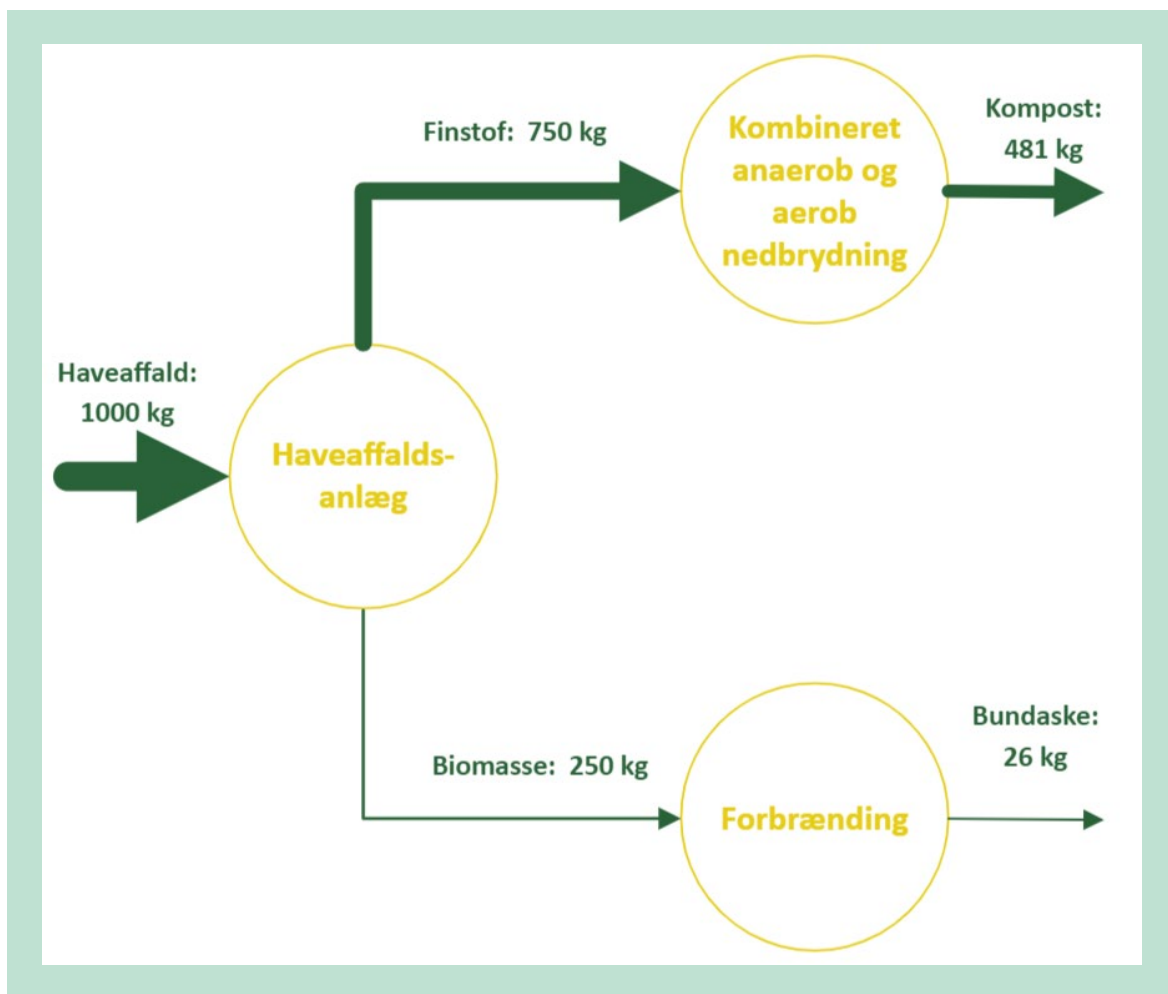 Finstof: 750 kg
Kombineret
anaerob og
aerob
nedbrydning
Kompost:
481 kg
Haveaffald:
1000 kg
Haveaffalds-
anlæg
Biomasse: 250 kg
Forbrænding
Bundaske:
26 kg